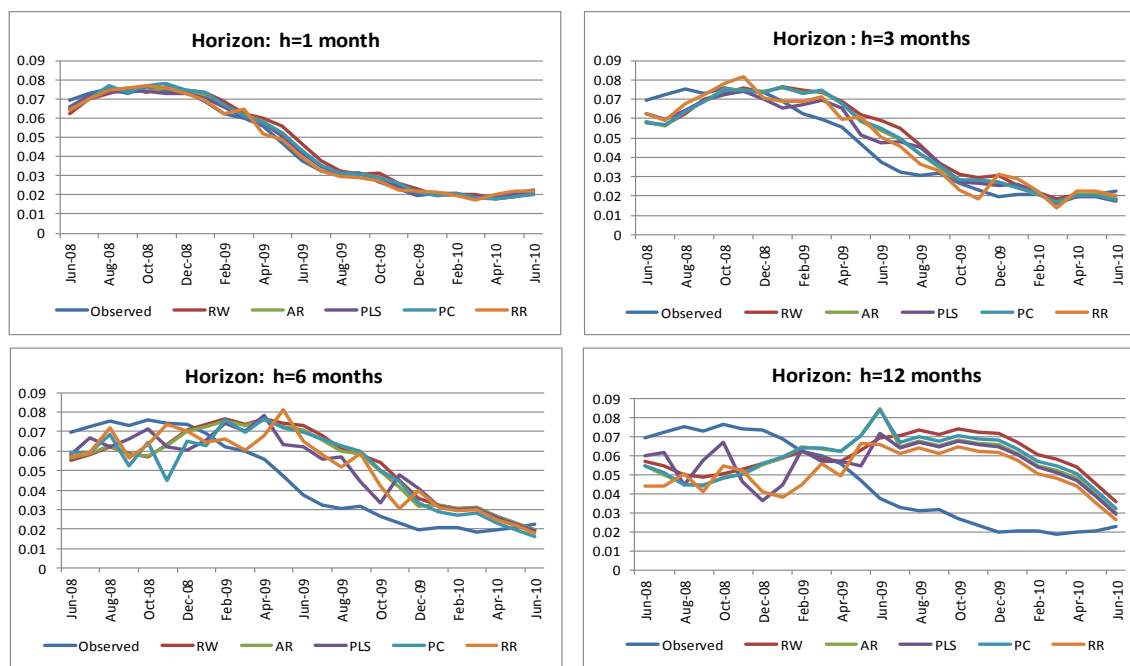 Horizon: h=1 month
0.09
0.08
0.07
0.06
0.05
0.04
0.03
0.02
0.01
0
Jun-08
Aug-08
Oct-08
Dec-08
Feb-09
Apr-09
Jun-09
Aug-09
Oct-09
Dec-09
Feb-10
Apr-10
Jun-10
Observed RW AR PLS PC RR
Horizon : h=3 months
0.09
0.08
0.07
0.06
0.05
0.04
0.03
0.02
0.01
0
Jun-08
Aug-08
Oct-08
Dec-08
Feb-09
Apr-09
Jun-09
Aug-09
Oct-09
Dec-09
Feb-10
Apr-10
Jun-10
Observed RW AR PLS PC RR
Horizon: h=6 months
0.09
0.08
0.07
0.06
0.05
0.04
0.03
0.02
0.01
0
Jun-08
Aug-08
Oct-08
Dec-08
Feb-09
Apr-09
Jun-09
Aug-09
Oct-09
Dec-09
Feb-10
Apr-10
Jun-10
Observed RW AR PLS PC RR
Horizon: h=12 months
0.09
0.08
0.07
0.06
0.05
0.04
0.03
0.02
0.01
0
Jun-08
Aug-08
Oct-08
Dec-08
Feb-09
Apr-09
Jun-09
Aug-09
Oct-09
Dec-09
Feb-10
Apr-10
Jun-10
Observed RW AR PLS PC RR